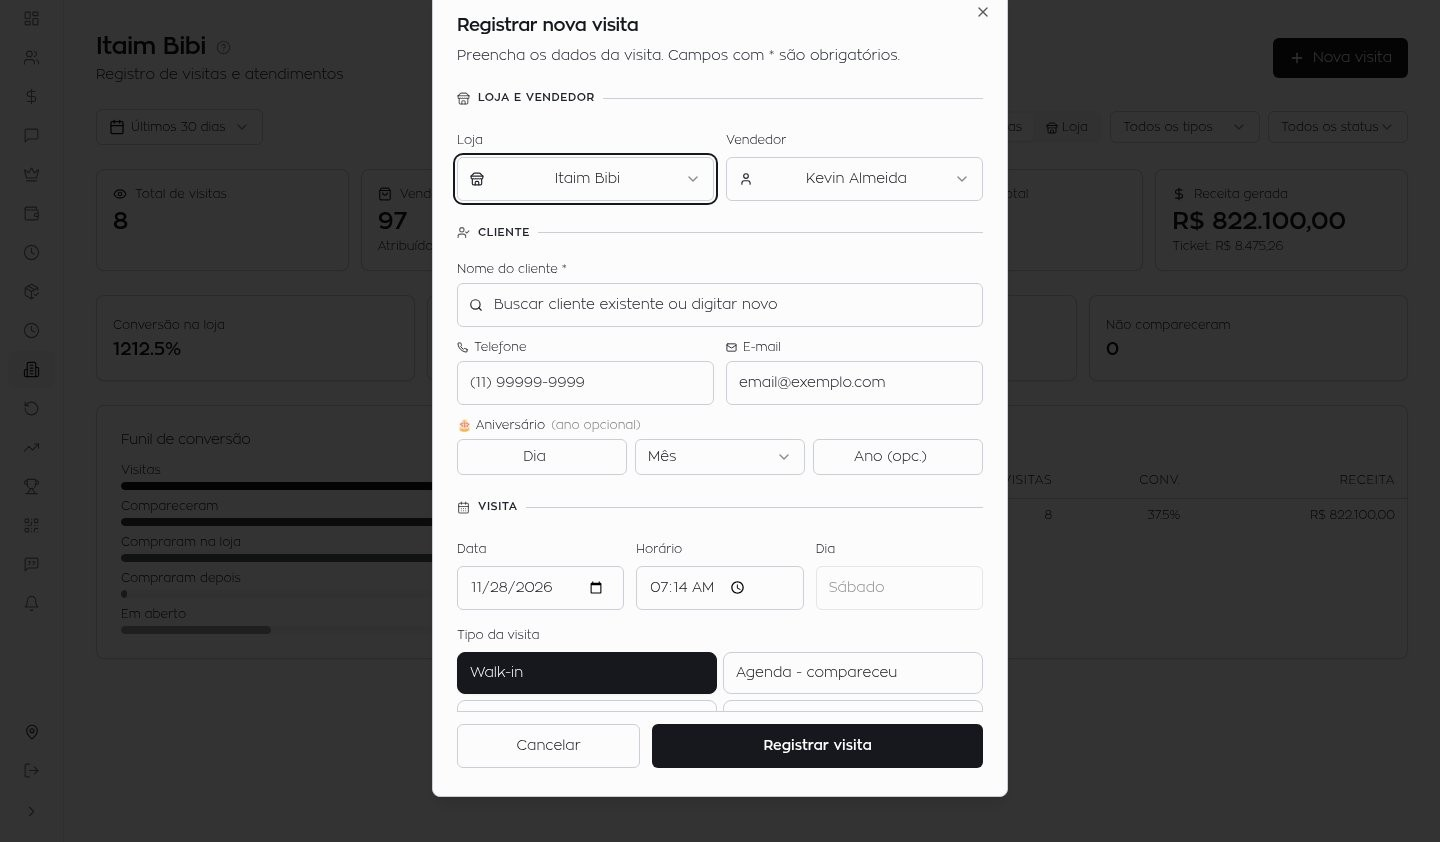 Registrar nova visita
Preencha os dados da visita. Campos com * são obrigatórios.
LOJA E VENDEDOR
Loja
Vendedor
Itaim Bibi
Kevin Almeida
CLIENTE
Nome do cliente *
Buscar cliente existente ou digitar novo
Telefone
E-mail
(11) 99999-9999
email@exemplo.com
Aniversário (ano opcional)
Dia
Mês
Ano (opc.)
VISITA
Data
Horário
Dia
11/28/2026
07:14 AM
Sábado
Tipo da visita
Walk-in
Agenda - compareceu
Cancelar
Registrar visita
Itaim Bibi
Registro de visitas e atendimentos
Nova visita
Últimos 30 dias
Loja
Todos os tipos
Todos os status
Total de visitas
8
97
Receita gerada
R$ 822.100,00
Ticket: R$ 8.475,26
Conversão na loja
1212.5%
Não compareceram
0
Funil de conversão
Visitas
Compareceram
Compraram na loja
Compraram depois
Em aberto
VISITAS
CONV
RECEITA
8
37.5%
R$ 822.100,00